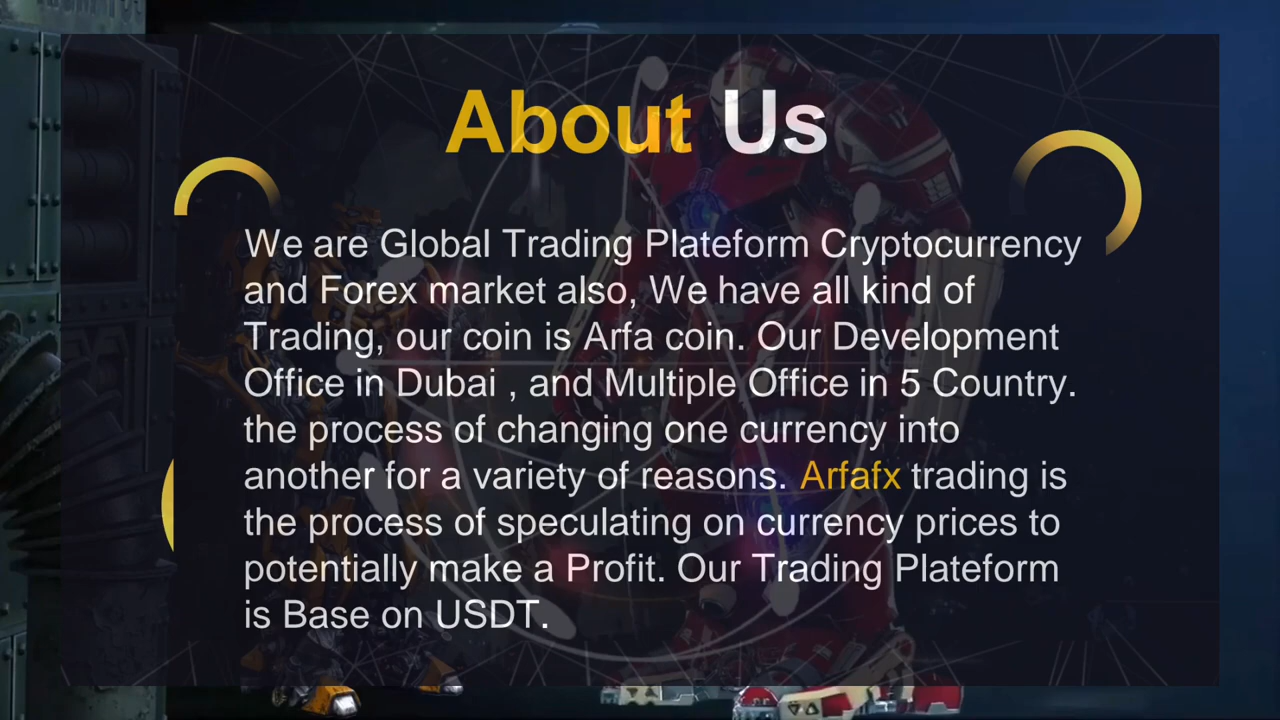 About Us
We are Global Trading Plateform Cryptocurrency
and Forex market also, We have all kind of
Trading, our coin is Arfa coin. Our Development
Office in Dubai , and Multiple Office in 5 Country.
the process of changing one currency into
another for a variety of reasons. Arfafx trading is
the process of speculating on currency prices to
potentially make a Profit. Our Trading Plateform
is Base on USDT.